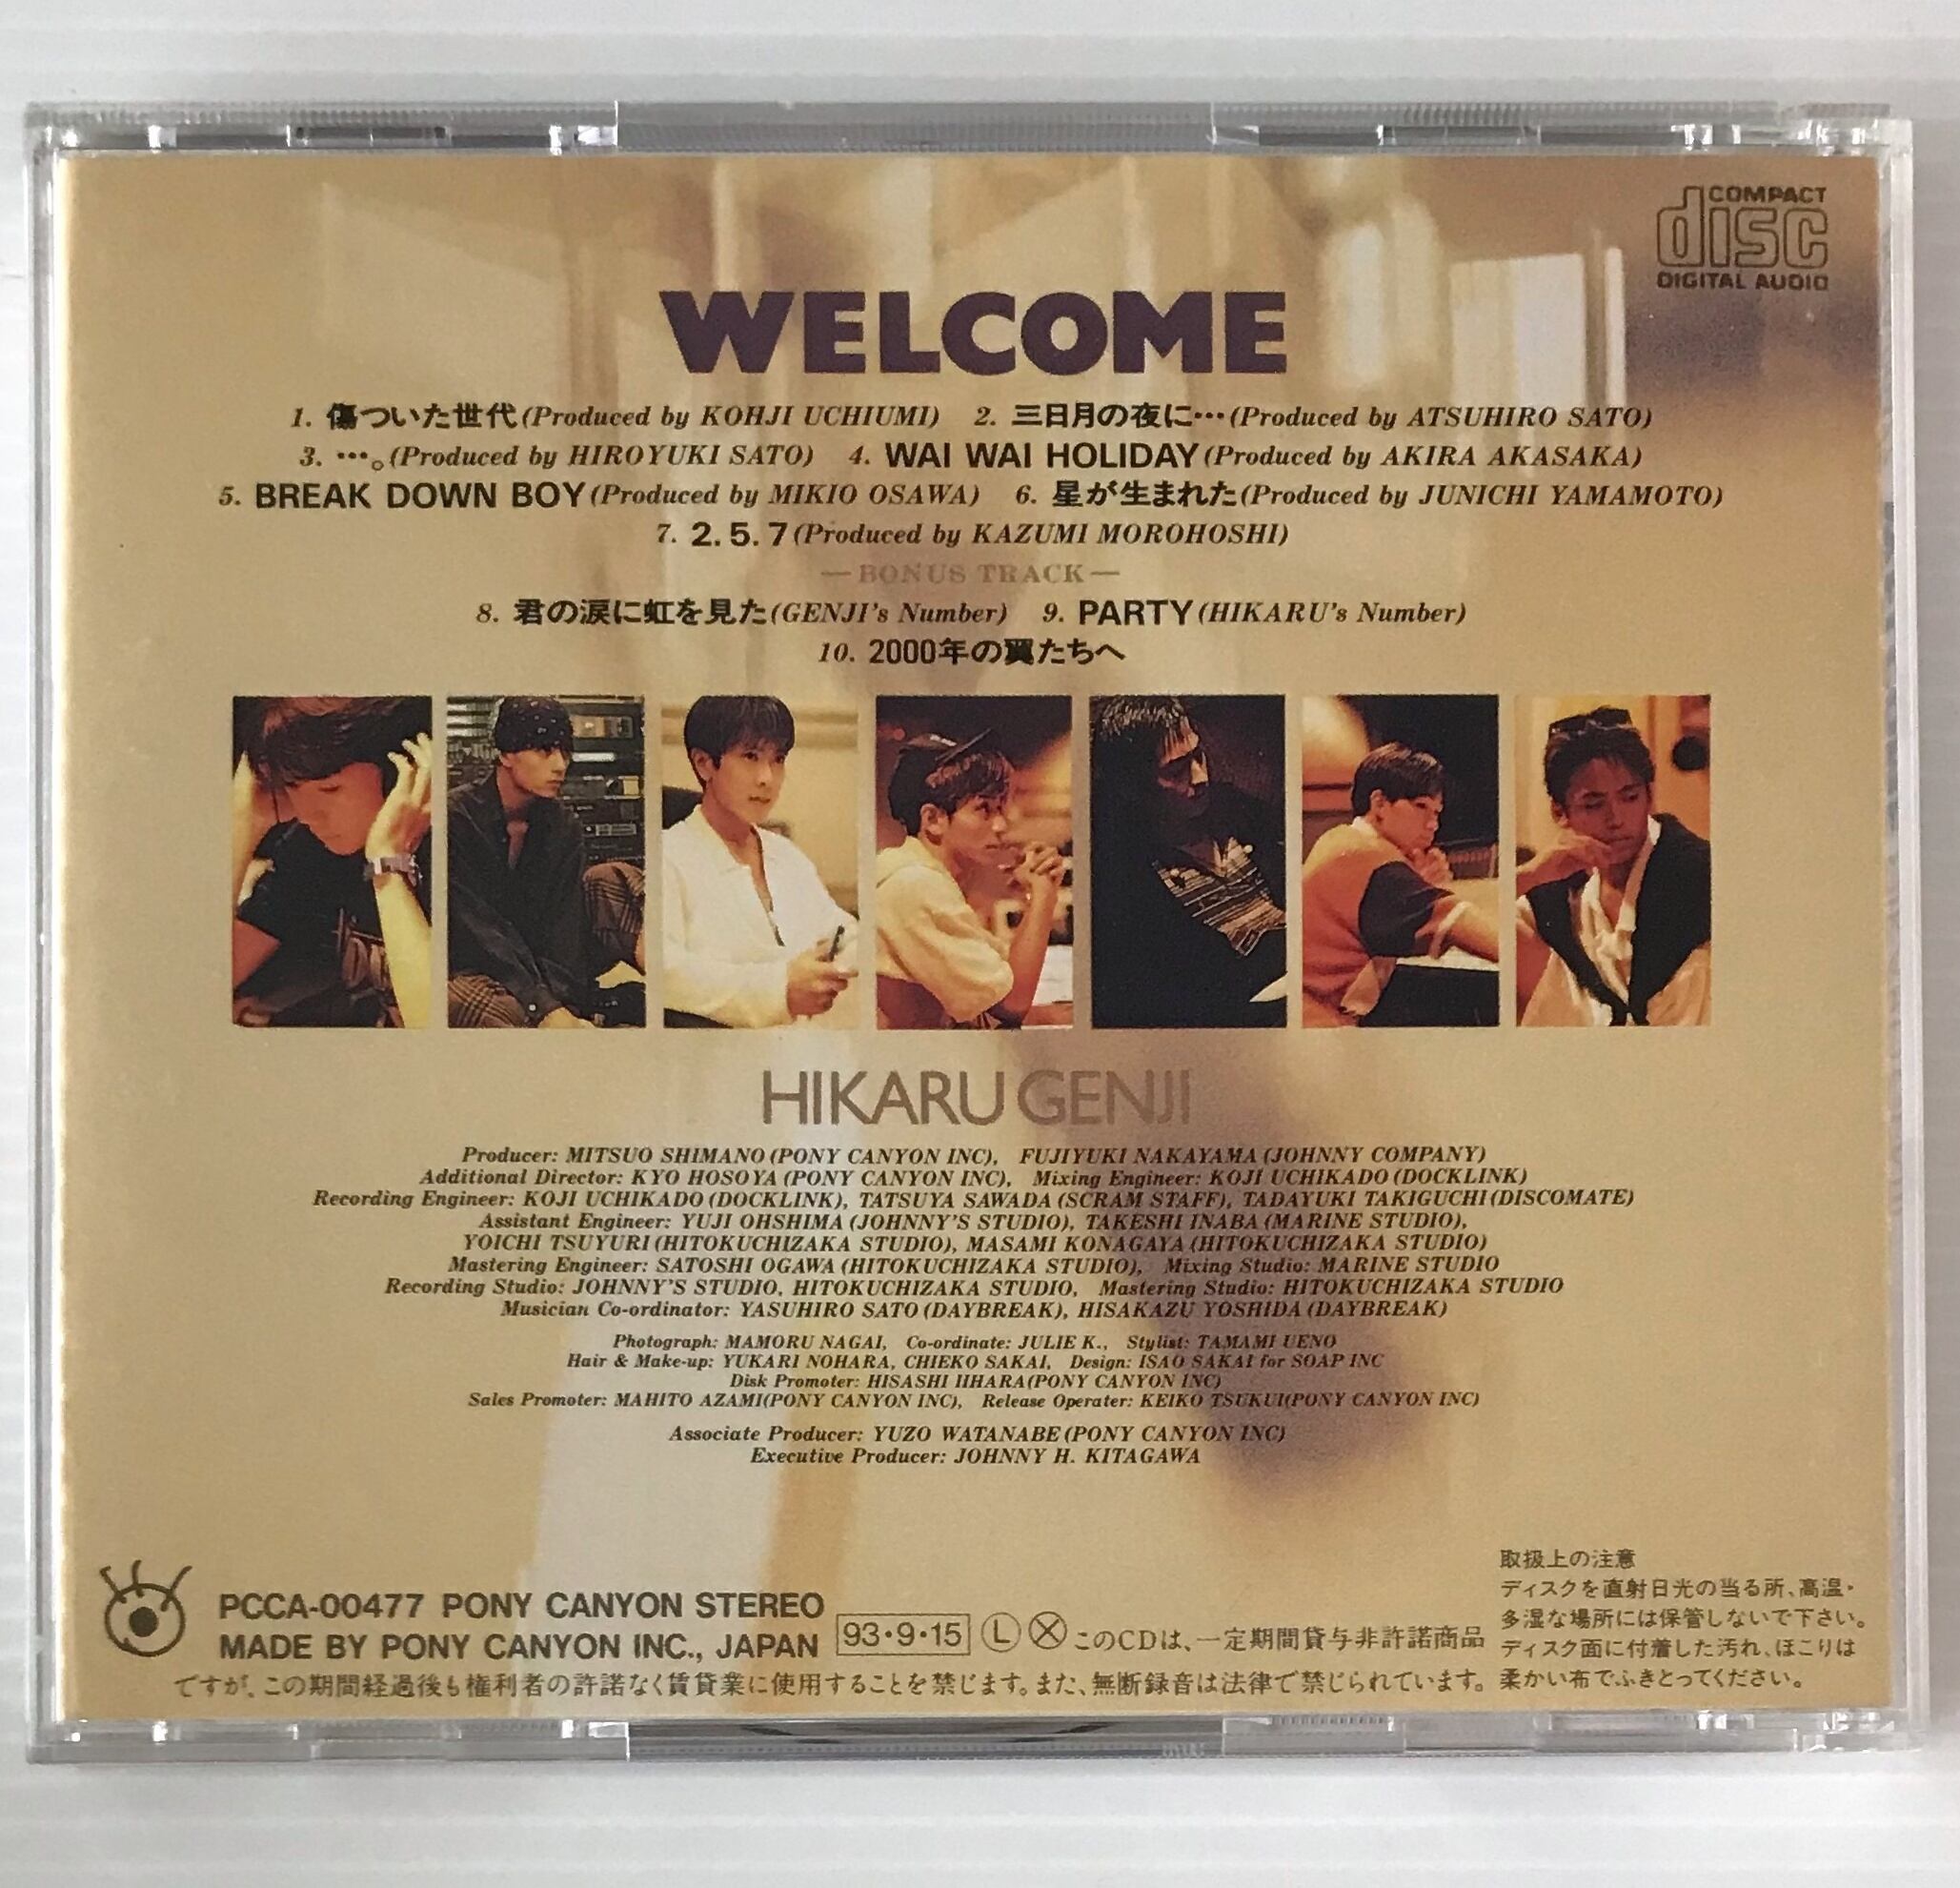 COMPACT
disc
DIGITAL AUDIO
WELCOME
1. 傷ついた世代(Produced by KOHJI UCHIUMI) 2. 三日月の夜に…(Produced by ATSUHIRO SATO)
3. …。(Produced by HIROYUKI SATO) 4. WAI WAI HOLIDAY(Produced by AKIRA AKASAKA)
5. BREAK DOWN BOY(Produced by MIKIO OSAWA) 6. 星が生まれた(Produced by JUNICHI YAMAMOTO)
7. 2.5.7(Produced by KAZUMI MOROHOSHI)
—BONUS TRACK—
8. 君の涙に虹を見た(GENJI's Number) 9. PARTY(HIKARU's Number)
10. 2000年の翼たちへ
HIKARU GENJI
Producer: MITSUO SHIMANO (PONY CANYON INC), FUJIYUKI NAKAYAMA (JOHNNY COMPANY)
Additional Director: KYO HOSOYA (PONY CANYON INC), Mixing Engineer: KOJI UCHIKADO (DOCKLINK)
Recording Engineer: KOJI UCHIKADO (DOCKLINK), TATSUYA SAWADA (SCRAM STAFF), TADAYUKI TAKIGUCHI (DISCOMATE)
Assistant Engineer: YUJI OHSHIMA (JOHNNY'S STUDIO), TAKESHI INABA (MARINE STUDIO),
YOICHI TSUYURI (HITOKUCHIZAKA STUDIO), MASAMI KONAGAYA (HITOKUCHIZAKA STUDIO)
Mastering Engineer: SATOSHI OGAWA (HITOKUCHIZAKA STUDIO), Mixing Studio: MARINE STUDIO
Recording Studio: JOHNNY'S STUDIO, HITOKUCHIZAKA STUDIO, Mastering Studio: HITOKUCHIZAKA STUDIO
Musician Co-ordinator: YASUHIRO SATO (DAYBREAK), HISAKAZU YOSHIDA (DAYBREAK)
Photograph: MAMORU NAGAI, Co-ordinate: JULIE K., Stylist: TAMAMI UENO
Hair & Make-up: YUKARI NOHARA, CHIEKO SAKAI, Design: ISAO SAKAI for SOAP INC
Disk Promoter: HISASHI IIHARA (PONY CANYON INC)
Sales Promoter: MAHITO AZAMI (PONY CANYON INC), Release Operater: KEIKO TSUKUI (PONY CANYON INC)
Associate Producer: YUZO WATANABE (PONY CANYON INC)
Executive Producer: JOHNNY H. KITAGAWA
PCCA-00477 PONY CANYON STEREO
MADE BY PONY CANYON INC., JAPAN 93・9・15 Ⓛ Ⓧ このCDは、一定期間貸与非許諾商品
ですが、この期間経過後も権利者の許諾なく賃貸業に使用することを禁じます。また、無断録音は法律で禁じられています。
取扱上の注意
ディスクを直射日光の当る所、高温・
多湿な場所には保管しないで下さい。
ディスク面に付着した汚れ、ほこりは
柔かい布でふきとってください。